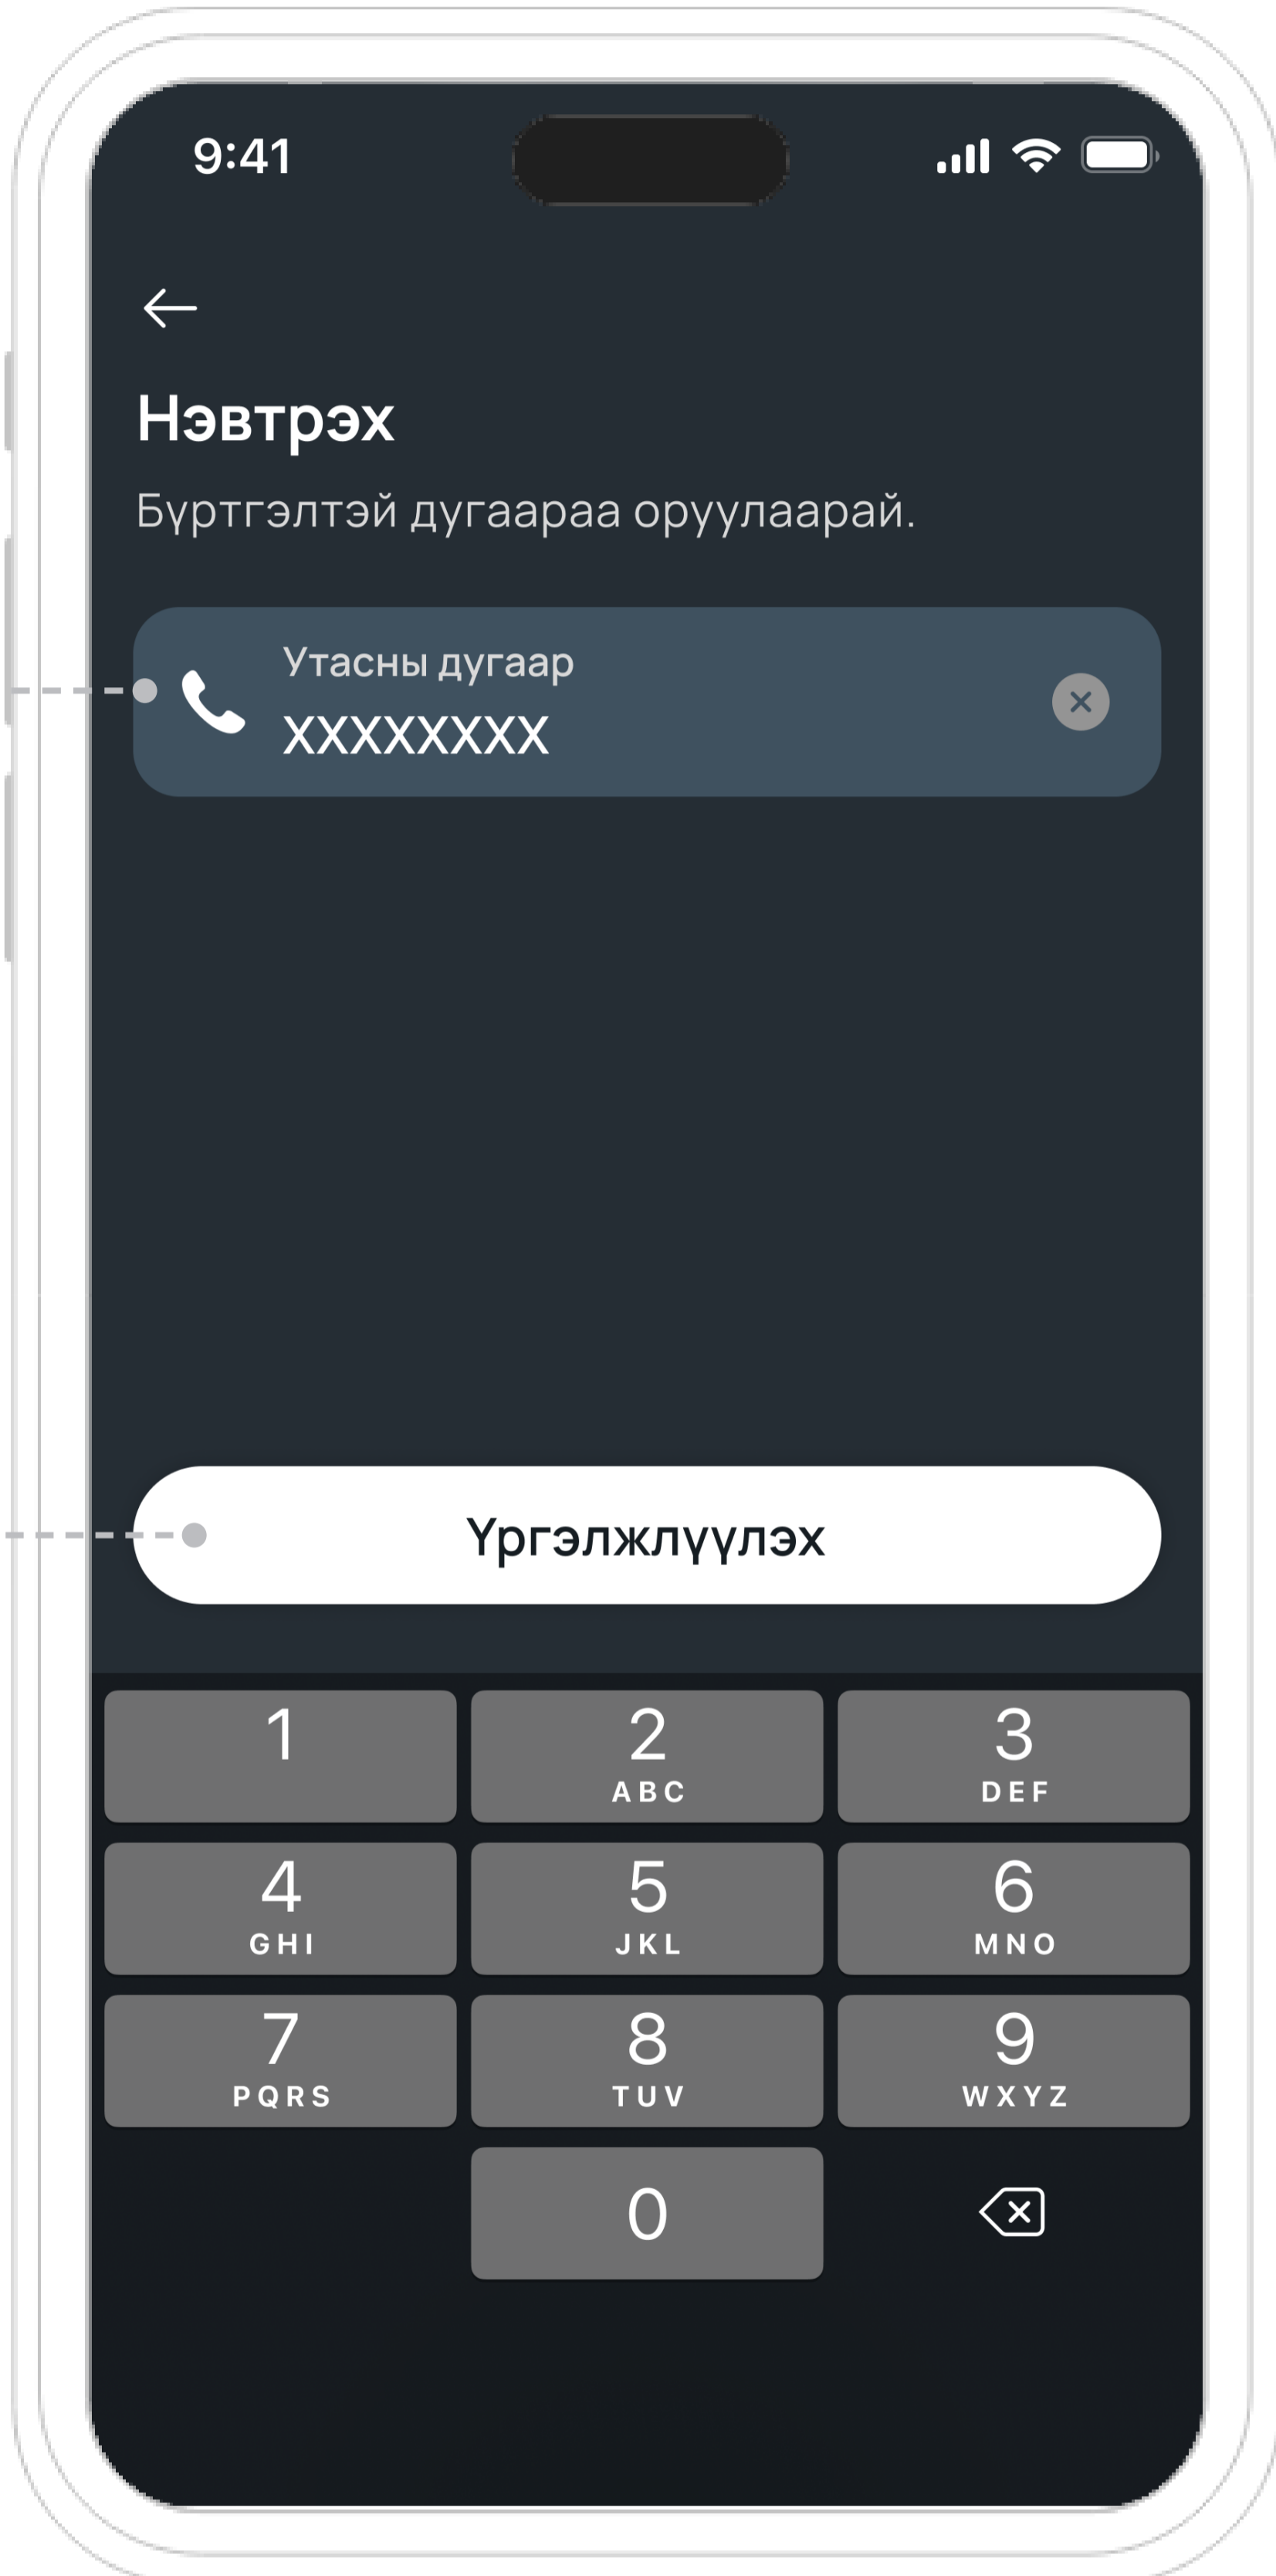 9:41
Нэвтрэх
Бүртгэлтэй дугаараа оруулаарай.
Утасны дугаар
XXXXXXXX
Үргэлжлүүлэх
1 2 3
ABC DEF
4 5 6
GHI JKL MNO
7 8 9
PQRS TUV WXYZ
0